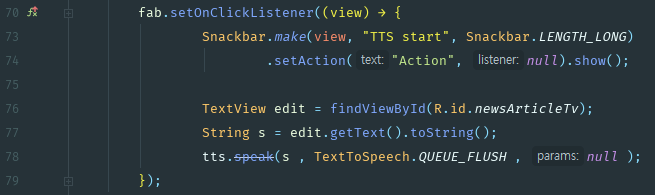 70 fab.setOnClickListener((view) → {
73 Snackbar.make(view, "TTS start", Snackbar.LENGTH_LONG)
74 .setAction( text: "Action", listener: null).show();
75
76 TextView edit = findViewById(R.id.newsArticleTv);
77 String s = edit.getText().toString();
78 tts.speak(s , TextToSpeech.QUEUE_FLUSH , params: null );
79 });